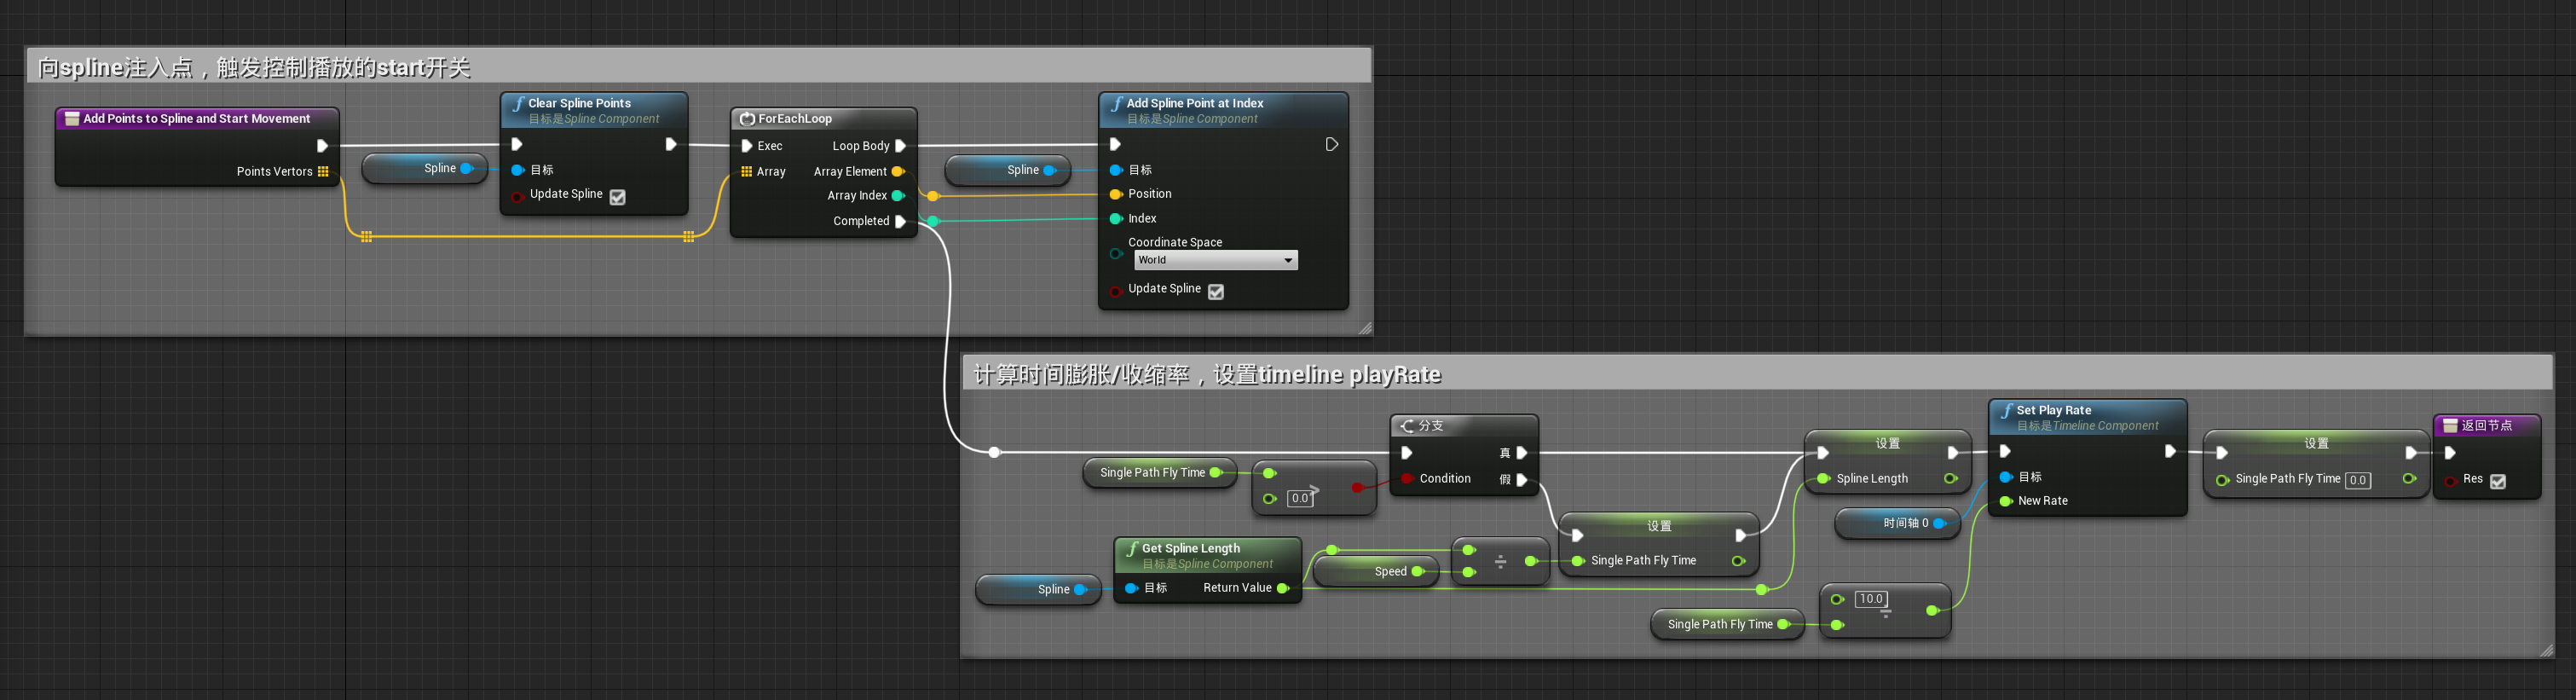 向spline注入点，触发控制播放的start开关
Add Points to Spline and Start Movement
Points Vertors
Spline
Clear Spline Points
目标是Spline Component
目标
Update Spline
ForEachLoop
Exec
Loop Body
Array
Array Element
Array Index
Completed
Spline
Add Spline Point at Index
目标是Spline Component
目标
Position
Index
Coordinate Space
World
Update Spline
计算时间膨胀/收缩率，设置timeline playRate
Single Path Fly Time
>
0.0
分支
真
Condition
假
Spline
Get Spline Length
目标是Spline Component
目标
Return Value
Speed
÷
设置
Single Path Fly Time
设置
Spline Length
时间轴 0
Single Path Fly Time
10.0
÷
Set Play Rate
目标是Timeline Component
目标
New Rate
设置
Single Path Fly Time
0.0
返回节点
Res